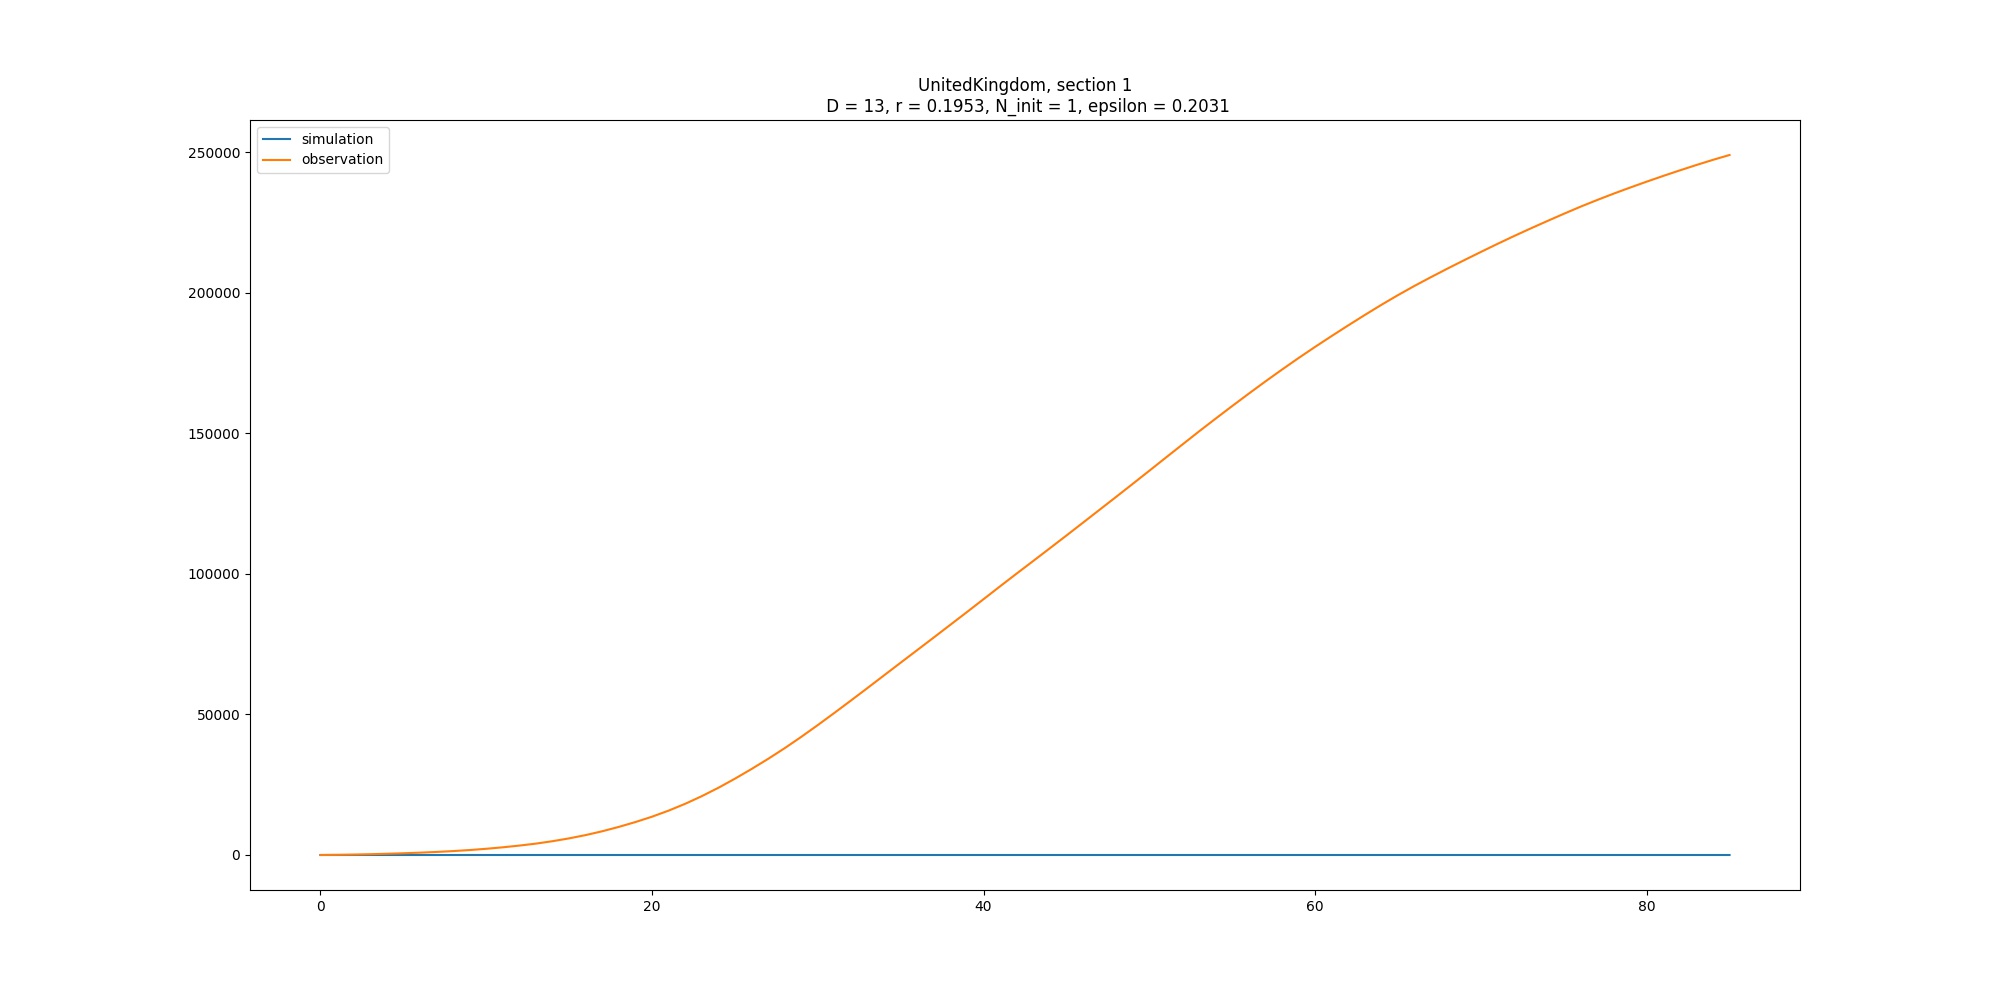 UnitedKingdom, section 1
D = 13, r = 0.1953, N_init = 1, epsilon = 0.2031
simulation
observation
250000
200000
150000
100000
50000
0
0 20 40 60 80